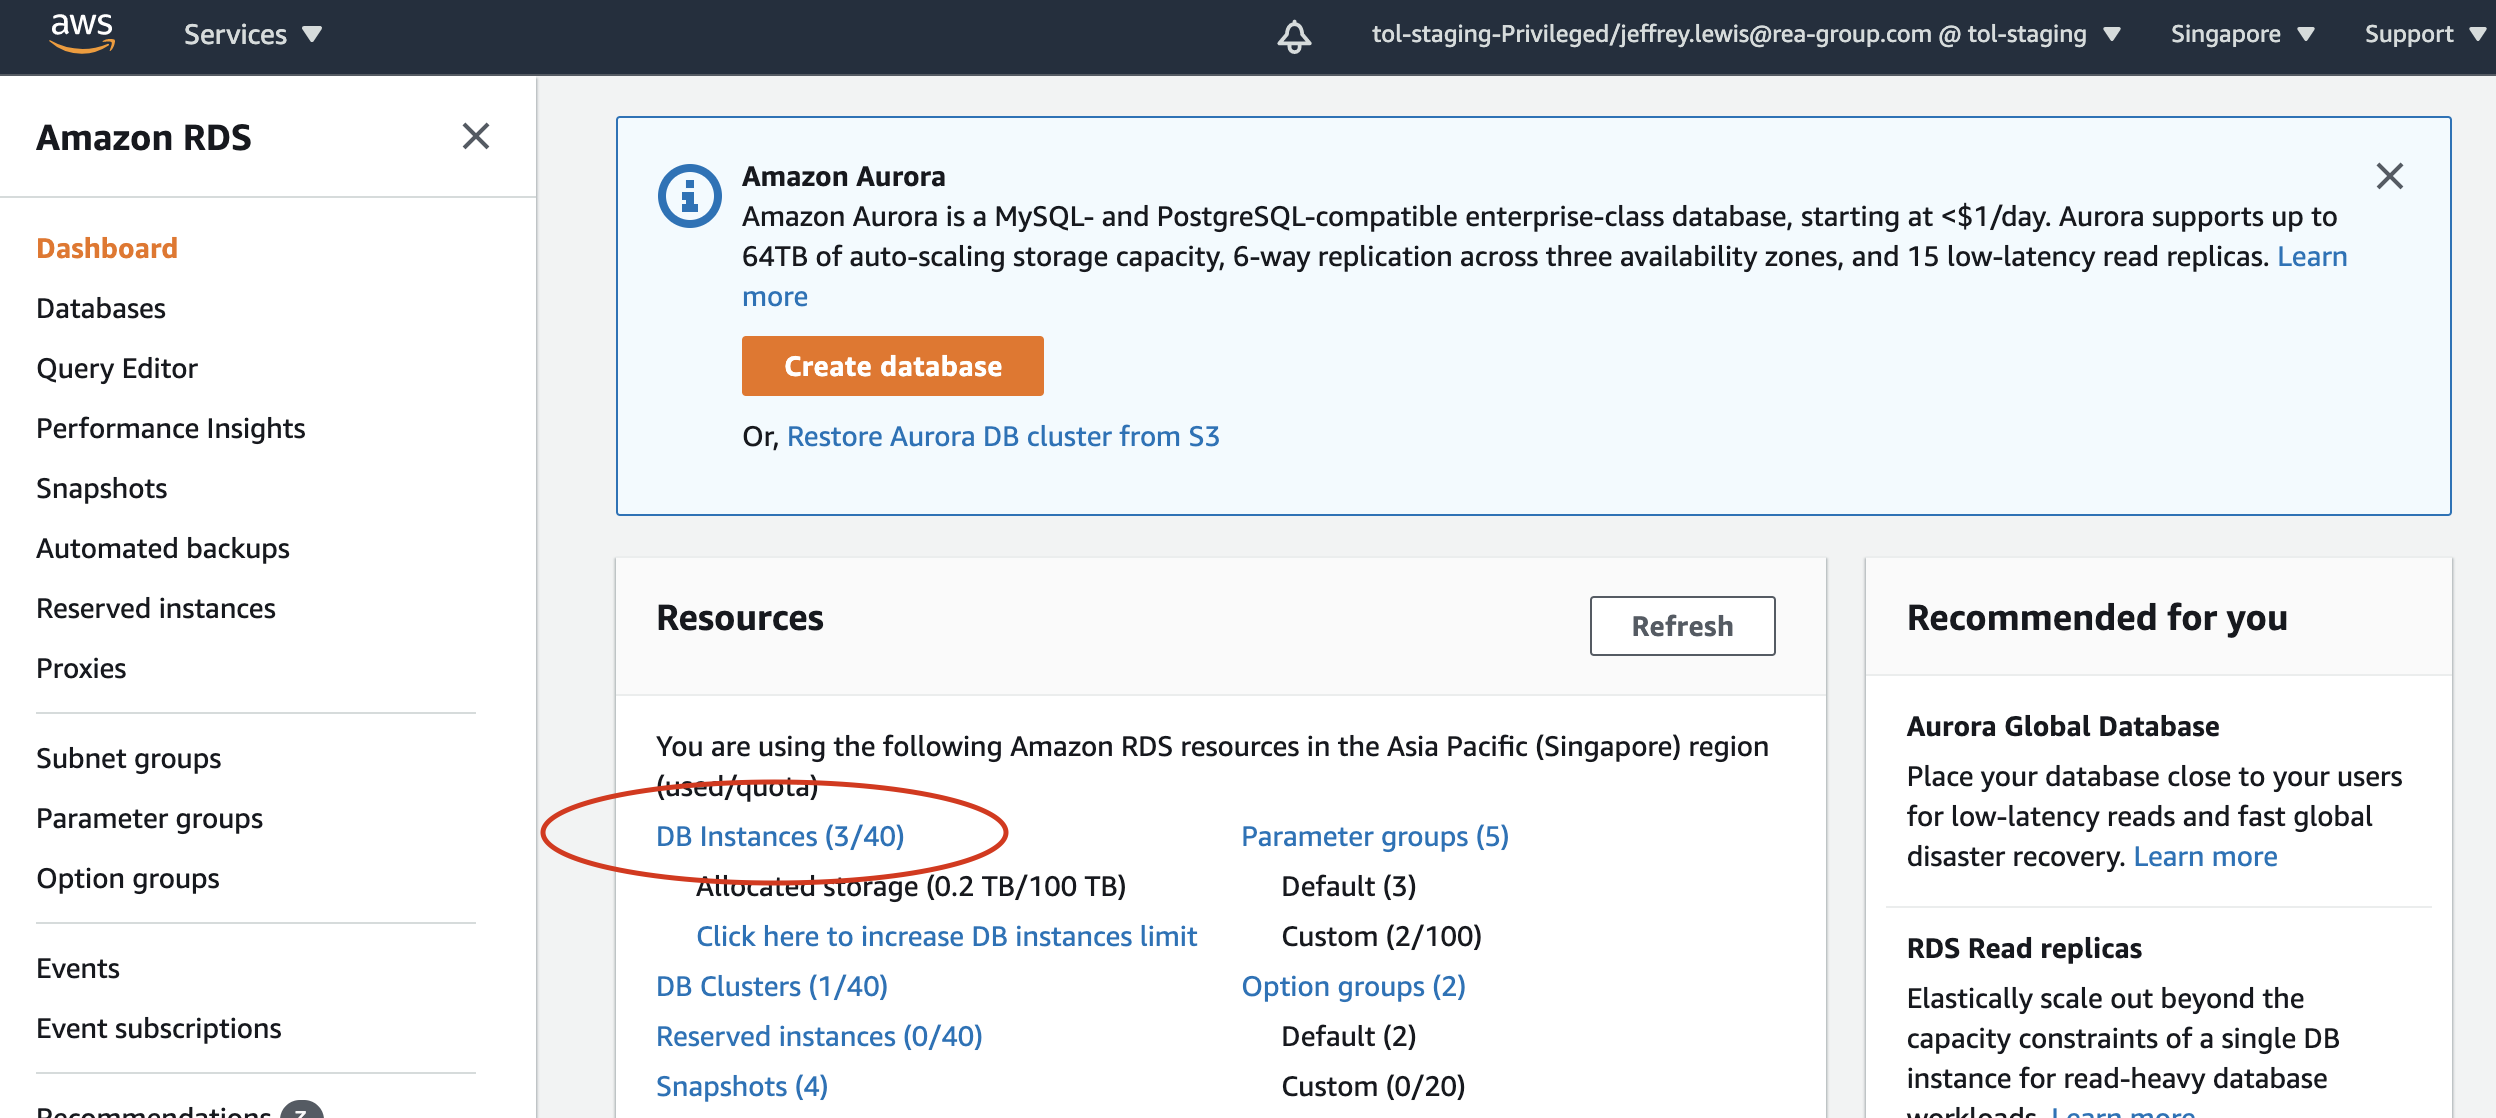 aws
Services
tol-staging-Privileged/jeffrey.lewis@rea-group.com @ tol-staging
Singapore
Support
Amazon RDS
Dashboard
Databases
Query Editor
Performance Insights
Snapshots
Automated backups
Reserved instances
Proxies
Subnet groups
Parameter groups
Option groups
Events
Event subscriptions
Recommendations
Amazon Aurora
Amazon Aurora is a MySQL- and PostgreSQL-compatible enterprise-class database, starting at <$1/day. Aurora supports up to
64TB of auto-scaling storage capacity, 6-way replication across three availability zones, and 15 low-latency read replicas. Learn
more
Create database
Or, Restore Aurora DB cluster from S3
Resources
Refresh
You are using the following Amazon RDS resources in the Asia Pacific (Singapore) region
(used/quota)
DB Instances (3/40)
Allocated storage (0.2 TB/100 TB)
Click here to increase DB instances limit
DB Clusters (1/40)
Reserved instances (0/40)
Snapshots (4)
Parameter groups (5)
Default (3)
Custom (2/100)
Option groups (2)
Default (2)
Custom (0/20)
Recommended for you
Aurora Global Database
Place your database close to your users
for low-latency reads and fast global
disaster recovery. Learn more
RDS Read replicas
Elastically scale out beyond the
capacity constraints of a single DB
instance for read-heavy database
workloads. Learn more